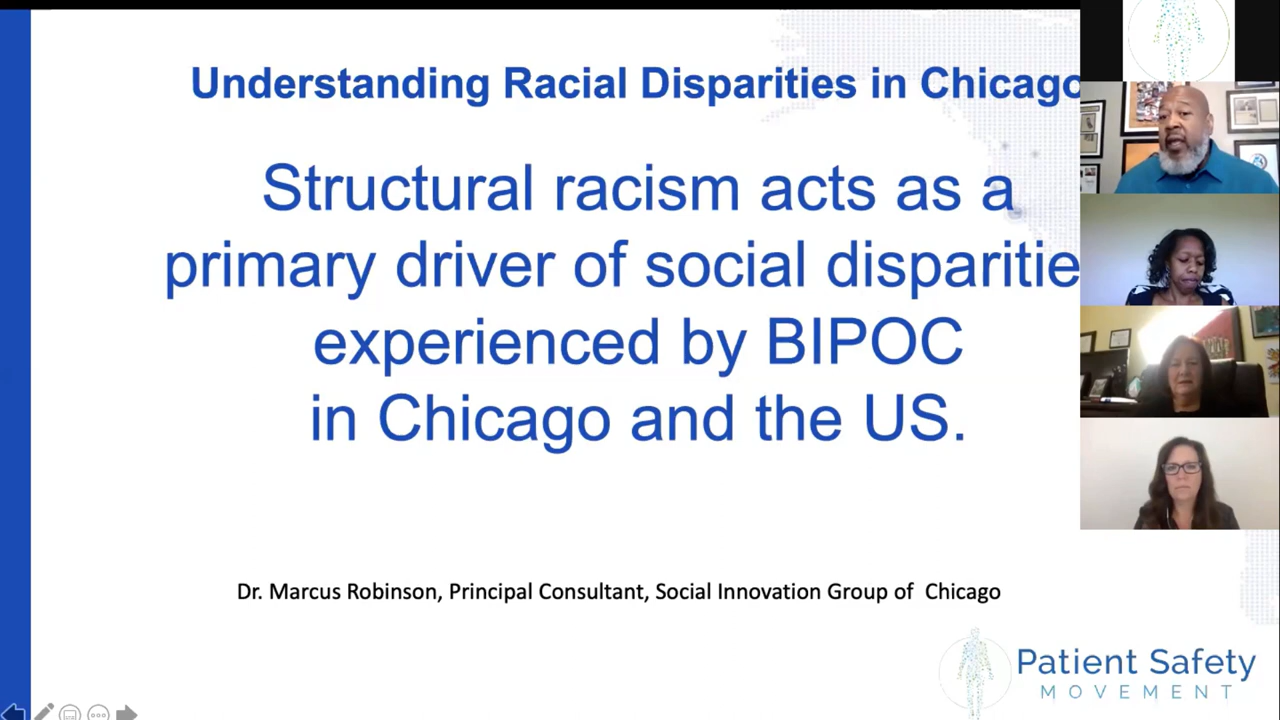 Understanding Racial Disparities in Chicago
Structural racism acts as a
primary driver of social disparitie
experienced by BIPOC
in Chicago and the US.
Dr. Marcus Robinson, Principal Consultant, Social Innovation Group of Chicago
Patient Safety
MOVEMENT